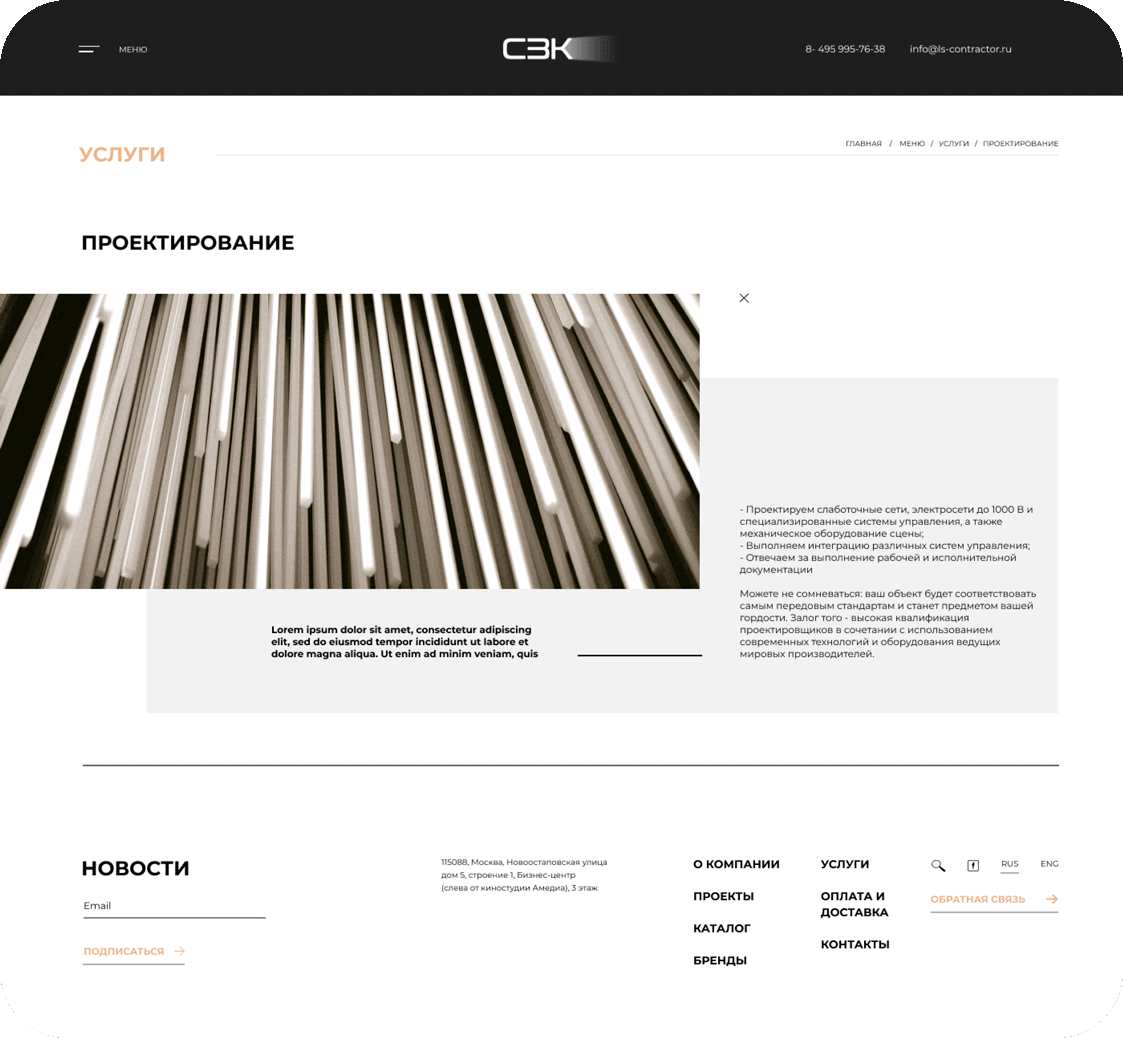 МЕНЮ
СЗК
8- 495 995-76-38
info@ls-contractor.ru
УСЛУГИ
ГЛАВНАЯ / МЕНЮ / УСЛУГИ / ПРОЕКТИРОВАНИЕ
ПРОЕКТИРОВАНИЕ
- Проектируем слаботочные сети, электросети до 1000 В и
специализированные системы управления, а также
механическое оборудование сцены;
- Выполняем интеграцию различных систем управления;
- Отвечаем за выполнение рабочей и исполнительной
документации
Можете не сомневаться: ваш объект будет соответствовать
самым передовым стандартам и станет предметом вашей
гордости. Залог того - высокая квалификация
проектировщиков в сочетании с использованием
современных технологий и оборудования ведущих
мировых производителей.
Lorem ipsum dolor sit amet, consectetur adipiscing
elit, sed do eiusmod tempor incididunt ut labore et
dolore magna aliqua. Ut enim ad minim veniam, quis
НОВОСТИ
Email
ПОДПИСАТЬСЯ
115088, Москва, Новоостаповская улица
дом 5, строение 1, Бизнес-центр
(слева от киностудии Амедиа), 3 этаж
О КОМПАНИИ
ПРОЕКТЫ
КАТАЛОГ
БРЕНДЫ
УСЛУГИ
ОПЛАТА И
ДОСТАВКА
КОНТАКТЫ
RUS
ENG
ОБРАТНАЯ СВЯЗЬ